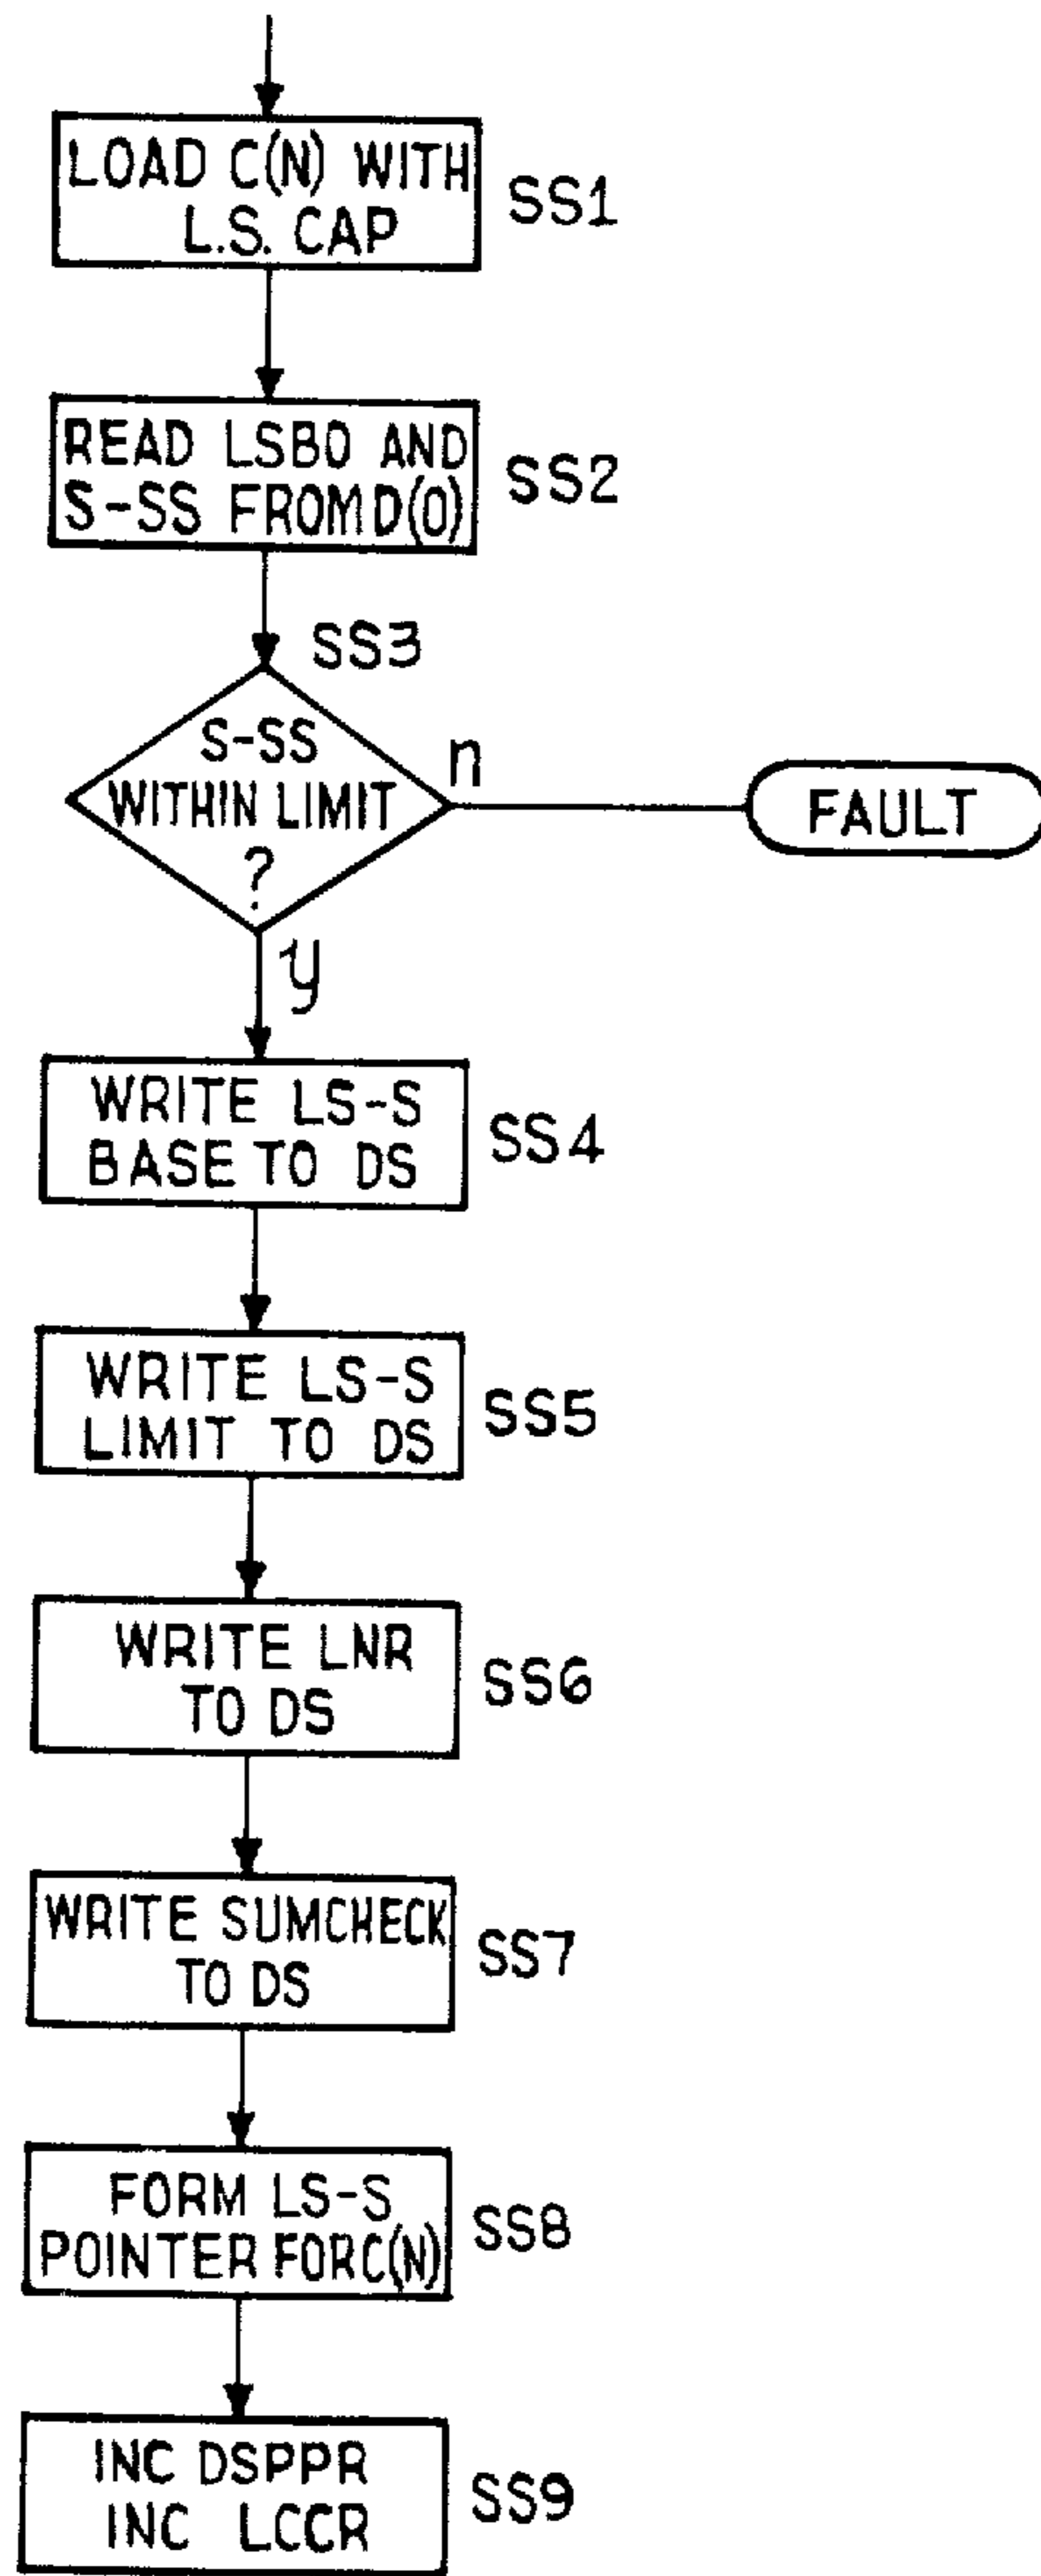 LOAD C(N) WITH
L.S. CAP
SS1
READ LSBO AND
S-SS FROM D(O)
SS2
SS3
S-SS
WITHIN LIMIT
?
n
FAULT
y
WRITE LS-S
BASE TO DS
SS4
WRITE LS-S
LIMIT TO DS
SS5
WRITE LNR
TO DS
SS6
WRITE SUMCHECK
TO DS
SS7
FORM LS-S
POINTER FOR C(N)
SS8
INC DSPPR
INC LCCR
SS9